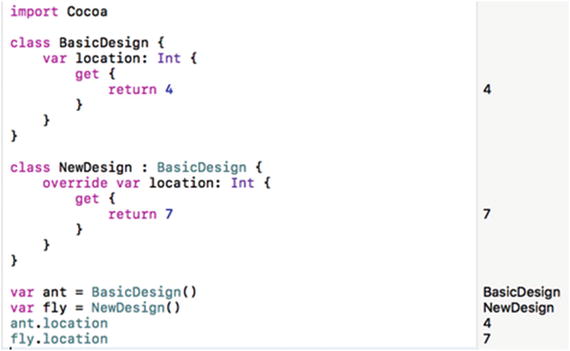 import Cocoa
class BasicDesign {
    var location: Int {
        get {
            return 4 4
        }
    }
}
class NewDesign : BasicDesign {
    override var location: Int {
        get {
            return 7 7
        }
    }
}
var ant = BasicDesign() BasicDesign
var fly = NewDesign() NewDesign
ant.location 4
fly.location 7